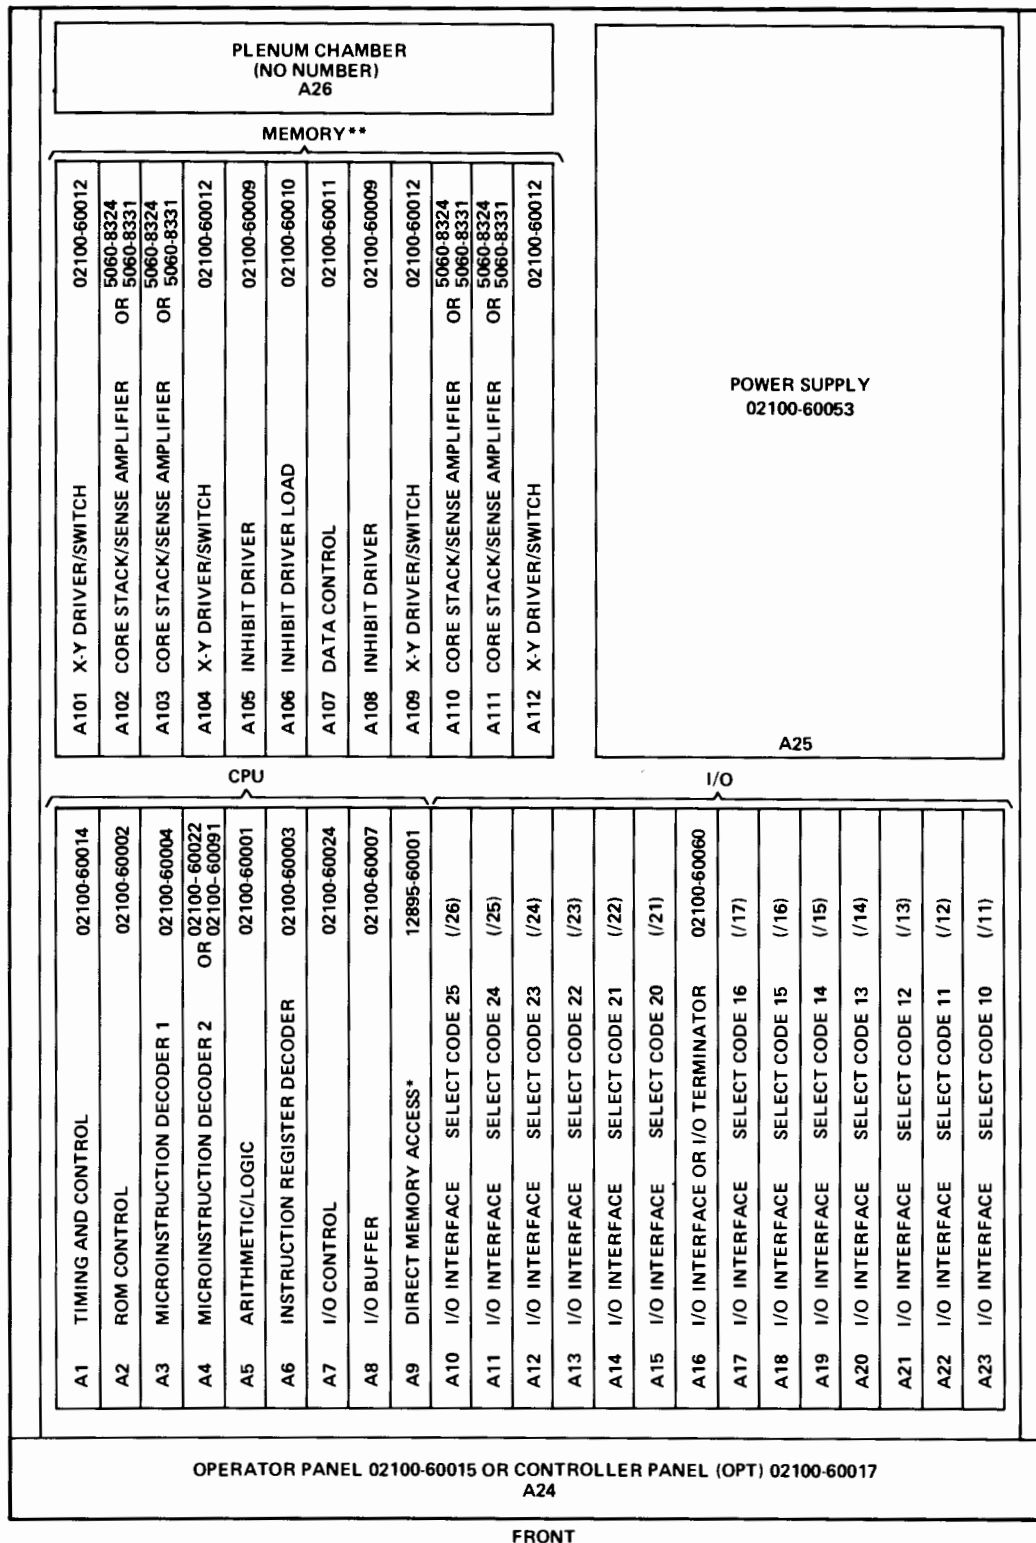 PLENUM CHAMBER
(NO NUMBER)
A26
MEMORY**
A101 X-Y DRIVER/SWITCH 02100-60012
A102 CORE STACK/SENSE AMPLIFIER OR 5060-8324
5060-8331
A103 CORE STACK/SENSE AMPLIFIER OR 5060-8324
5060-8331
A104 X-Y DRIVER/SWITCH 02100-60012
A105 INHIBIT DRIVER 02100-60009
A106 INHIBIT DRIVER LOAD 02100-60010
A107 DATA CONTROL 02100-60011
A108 INHIBIT DRIVER 02100-60009
A109 X-Y DRIVER/SWITCH 02100-60012
A110 CORE STACK/SENSE AMPLIFIER OR 5060-8324
5060-8331
A111 CORE STACK/SENSE AMPLIFIER OR 5060-8324
5060-8331
A112 X-Y DRIVER/SWITCH 02100-60012
POWER SUPPLY
02100-60053
A25
CPU
A1 TIMING AND CONTROL 02100-60014
A2 ROM CONTROL 02100-60002
A3 MICROINSTRUCTION DECODER 1 02100-60004
A4 MICROINSTRUCTION DECODER 2 02100-60022
OR 02100-60091
A5 ARITHMETIC/LOGIC 02100-60001
A6 INSTRUCTION REGISTER DECODER 02100-60003
A7 I/O CONTROL 02100-60024
A8 I/O BUFFER 02100-60007
A9 DIRECT MEMORY ACCESS* 12895-60001
I/O
A10 I/O INTERFACE SELECT CODE 25 (/26)
A11 I/O INTERFACE SELECT CODE 24 (/25)
A12 I/O INTERFACE SELECT CODE 23 (/24)
A13 I/O INTERFACE SELECT CODE 22 (/23)
A14 I/O INTERFACE SELECT CODE 21 (/22)
A15 I/O INTERFACE SELECT CODE 20 (/21)
A16 I/O INTERFACE OR I/O TERMINATOR 02100-60060
A17 I/O INTERFACE SELECT CODE 16 (/17)
A18 I/O INTERFACE SELECT CODE 15 (/16)
A19 I/O INTERFACE SELECT CODE 14 (/15)
A20 I/O INTERFACE SELECT CODE 13 (/14)
A21 I/O INTERFACE SELECT CODE 12 (/13)
A22 I/O INTERFACE SELECT CODE 11 (/12)
A23 I/O INTERFACE SELECT CODE 10 (/11)
OPERATOR PANEL 02100-60015 OR CONTROLLER PANEL (OPT) 02100-60017
A24
FRONT